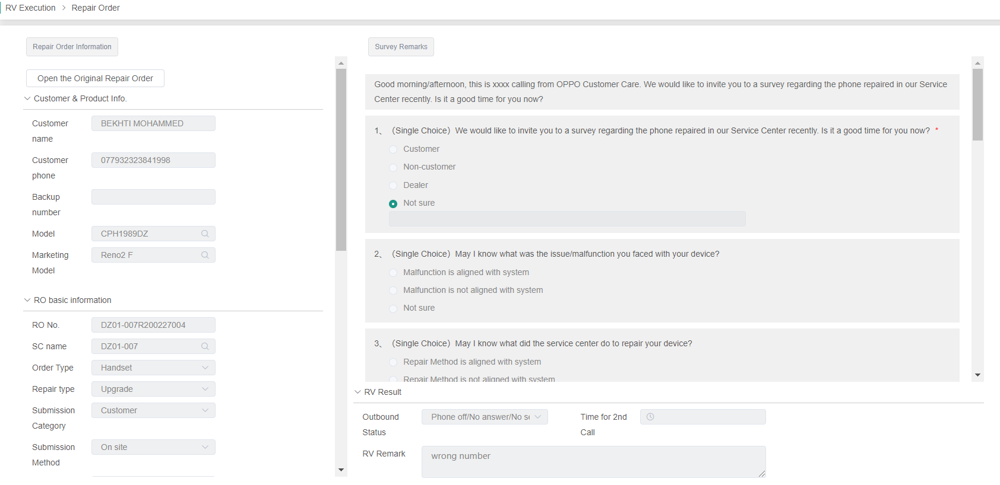 RV Execution > Repair Order
Repair Order Information
Open the Original Repair Order
Customer & Product Info.
Customer name
BEKHTI MOHAMMED
Customer phone
077932323841998
Backup number
Model
CPH1989DZ
Marketing Model
Reno2 F
RO basic information
RO No.
DZ01-007R200227004
SC name
DZ01-007
Order Type
Handset
Repair type
Upgrade
Submission Category
Customer
Submission Method
On site
Survey Remarks
Good morning/afternoon, this is xxxx calling from OPPO Customer Care. We would like to invite you to a survey regarding the phone repaired in our Service
Center recently. Is it a good time for you now?
1、（Single Choice）We would like to invite you to a survey regarding the phone repaired in our Service Center recently. Is it a good time for you now? *
Customer
Non-customer
Dealer
Not sure
2、（Single Choice）May I know what was the issue/malfunction you faced with your device?
Malfunction is aligned with system
Malfunction is not aligned with system
Not sure
3、（Single Choice）May I know what did the service center do to repair your device?
Repair Method is aligned with system
Repair Method is not aligned with system
RV Result
Outbound Status
Phone off/No answer/No se
Time for 2nd Call
RV Remark
wrong number